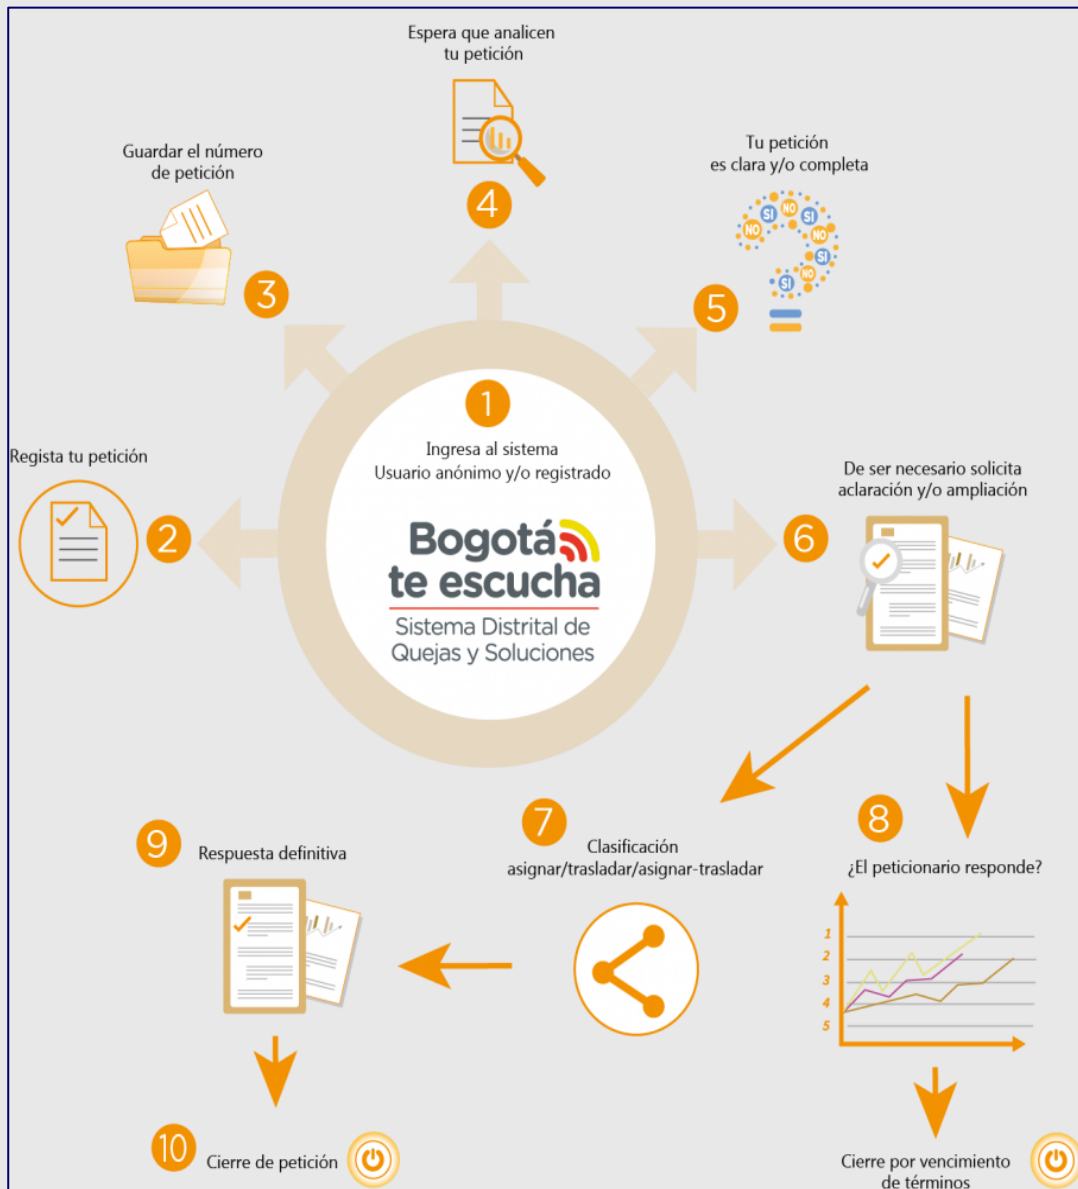 1
Ingresa al sistema
Usuario anónimo y/o registrado
Bogotá
te escucha
Sistema Distrital de
Quejas y Soluciones
Regista tu petición
2
Guardar el número
de petición
3
Espera que analicen
tu petición
4
Tu petición
es clara y/o completa
NO
SI
NO
SI
NO
SI
NO
SI
5
De ser necesario solicita
aclaración y/o ampliación
6
7
Clasificación
asignar/trasladar/asignar-trasladar
8
¿El peticionario responde?
1
2
3
4
5
9
Respuesta definitiva
10
Cierre de petición
Cierre por vencimiento
de términos